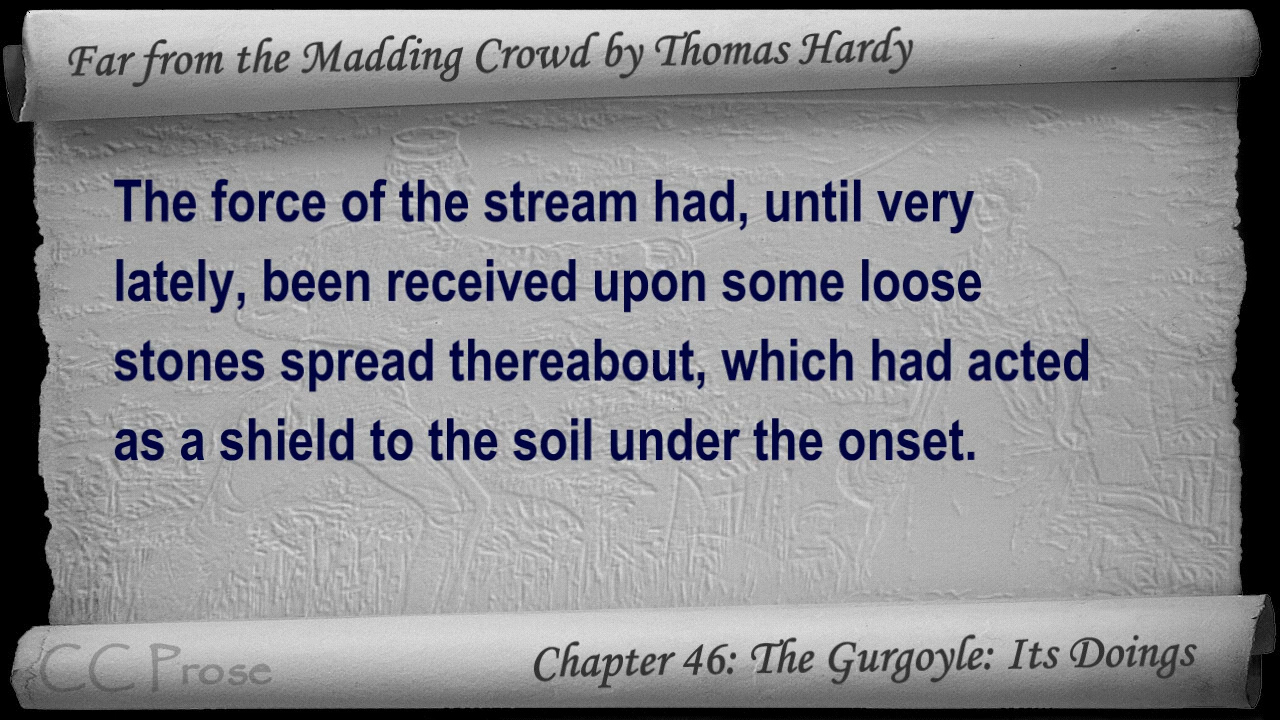 Far from the Madding Crowd by Thomas Hardy
The force of the stream had, until very
lately, been received upon some loose
stones spread thereabout, which had acted
as a shield to the soil under the onset.
CC Prose
Chapter 46: The Gurgoyle: Its Doings